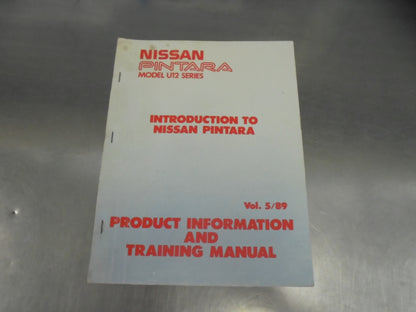 NISSAN
PINTARA
MODEL U12 SERIES
INTRODUCTION TO
NISSAN PINTARA
Vol. 5/89
PRODUCT INFORMATION
AND
TRAINING MANUAL